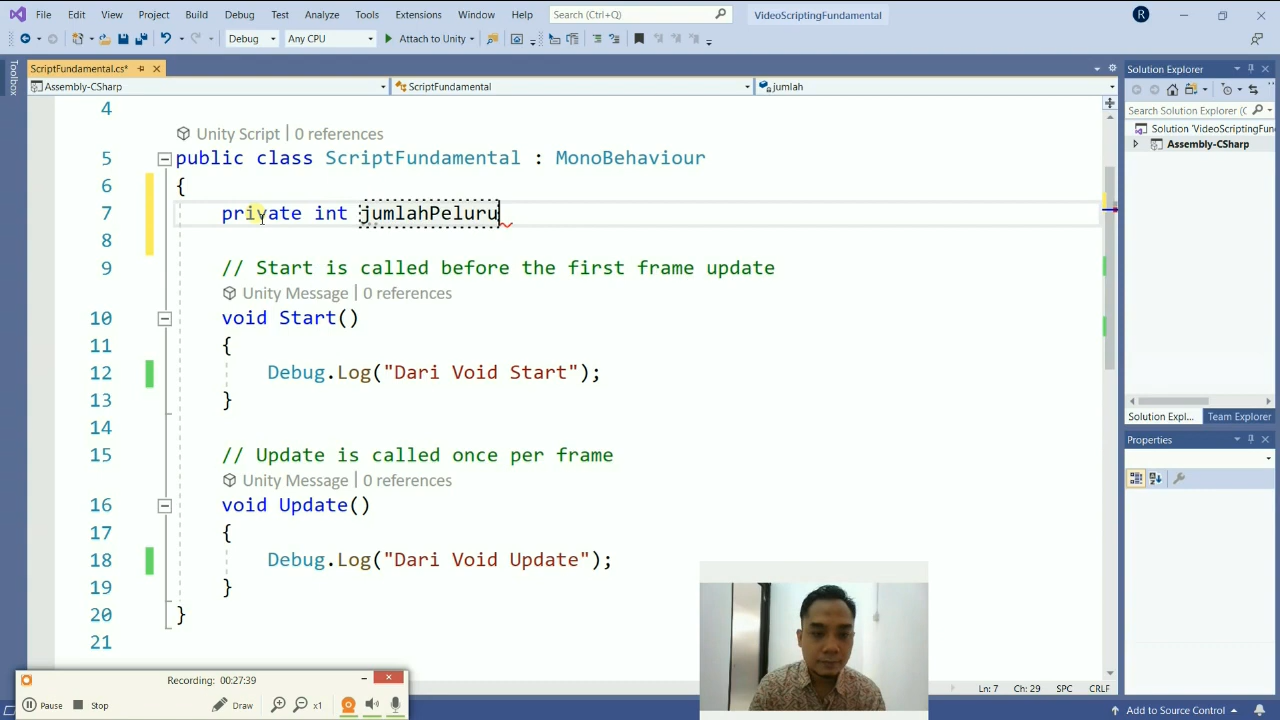 File Edit View Project Build Debug Test Analyze Tools Extensions Window Help Search (Ctrl+Q) VideoScriptingFundamental R
Debug Any CPU Attach to Unity
Toolbox
ScriptFundamental.cs*
Assembly-CSharp ScriptFundamental jumlah
4
Unity Script | 0 references
5 public class ScriptFundamental : MonoBehaviour
6 {
7 private int jumlahPeluru
8
9 // Start is called before the first frame update
Unity Message | 0 references
10 void Start()
11 {
12 Debug.Log("Dari Void Start");
13 }
14
15 // Update is called once per frame
Unity Message | 0 references
16 void Update()
17 {
18 Debug.Log("Dari Void Update");
19 }
20 }
21
Solution Explorer
Search Solution Explorer (C
Solution 'VideoScriptingFun
Assembly-CSharp
Solution Expl... Team Explorer
Properties
Recording: 00:27:39
Pause Stop Draw x1
Ln: 7 Ch: 29 SPC CRLF
Add to Source Control